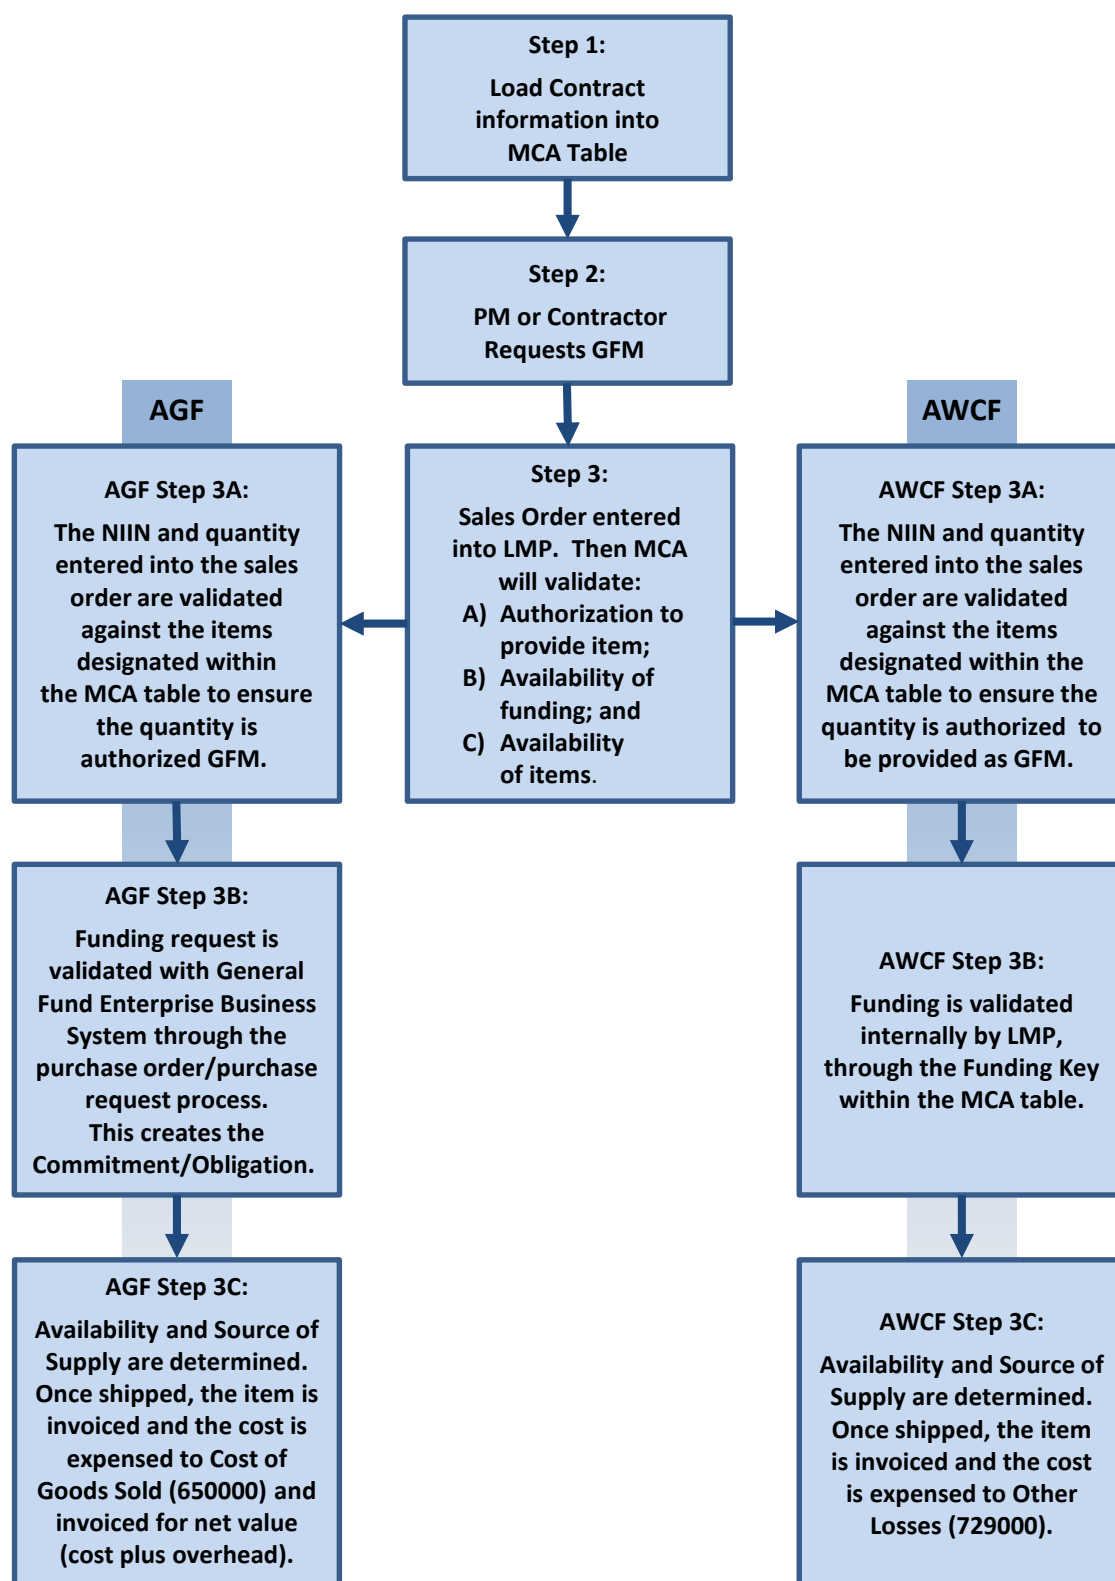 Step 1:
Load Contract
information into
MCA Table
Step 2:
PM or Contractor
Requests GFM
AGF
AWCF
AGF Step 3A:
The NIIN and quantity
entered into the sales
order are validated
against the items
designated within
the MCA table to ensure
the quantity is
authorized GFM.
Step 3:
Sales Order entered
into LMP.  Then MCA
will validate:
A) Authorization to
provide item;
B) Availability of
funding; and
C) Availability
of items.
AWCF Step 3A:
The NIIN and quantity
entered into the sales
order are validated
against the items
designated within the
MCA table to ensure the
quantity is authorized  to
be provided as GFM.
AGF Step 3B:
Funding request is
validated with General
Fund Enterprise Business
System through the
purchase order/purchase
request process.
This creates the
Commitment/Obligation.
AWCF Step 3B:
Funding is validated
internally by LMP,
through the Funding Key
within the MCA table.
AGF Step 3C:
Availability and Source of
Supply are determined.
Once shipped, the item is
invoiced and the cost is
expensed to Cost of
Goods Sold (650000) and
invoiced for net value
(cost plus overhead).
AWCF Step 3C:
Availability and Source of
Supply are determined.
Once shipped, the item
is invoiced and the cost
is expensed to Other
Losses (729000).